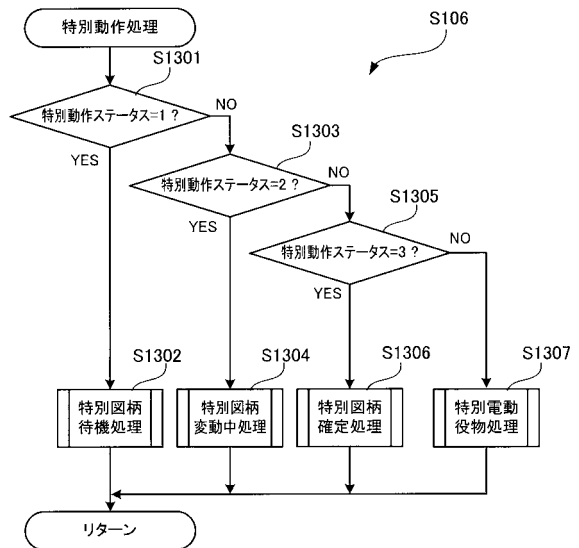 特別動作処理
S106
S1301
特別動作ステータス=1？
NO
YES
S1303
特別動作ステータス=2？
NO
YES
S1305
特別動作ステータス=3？
NO
YES
S1302
特別図柄
待機処理
S1304
特別図柄
変動中処理
S1306
特別図柄
確定処理
S1307
特別電動
役物処理
リターン